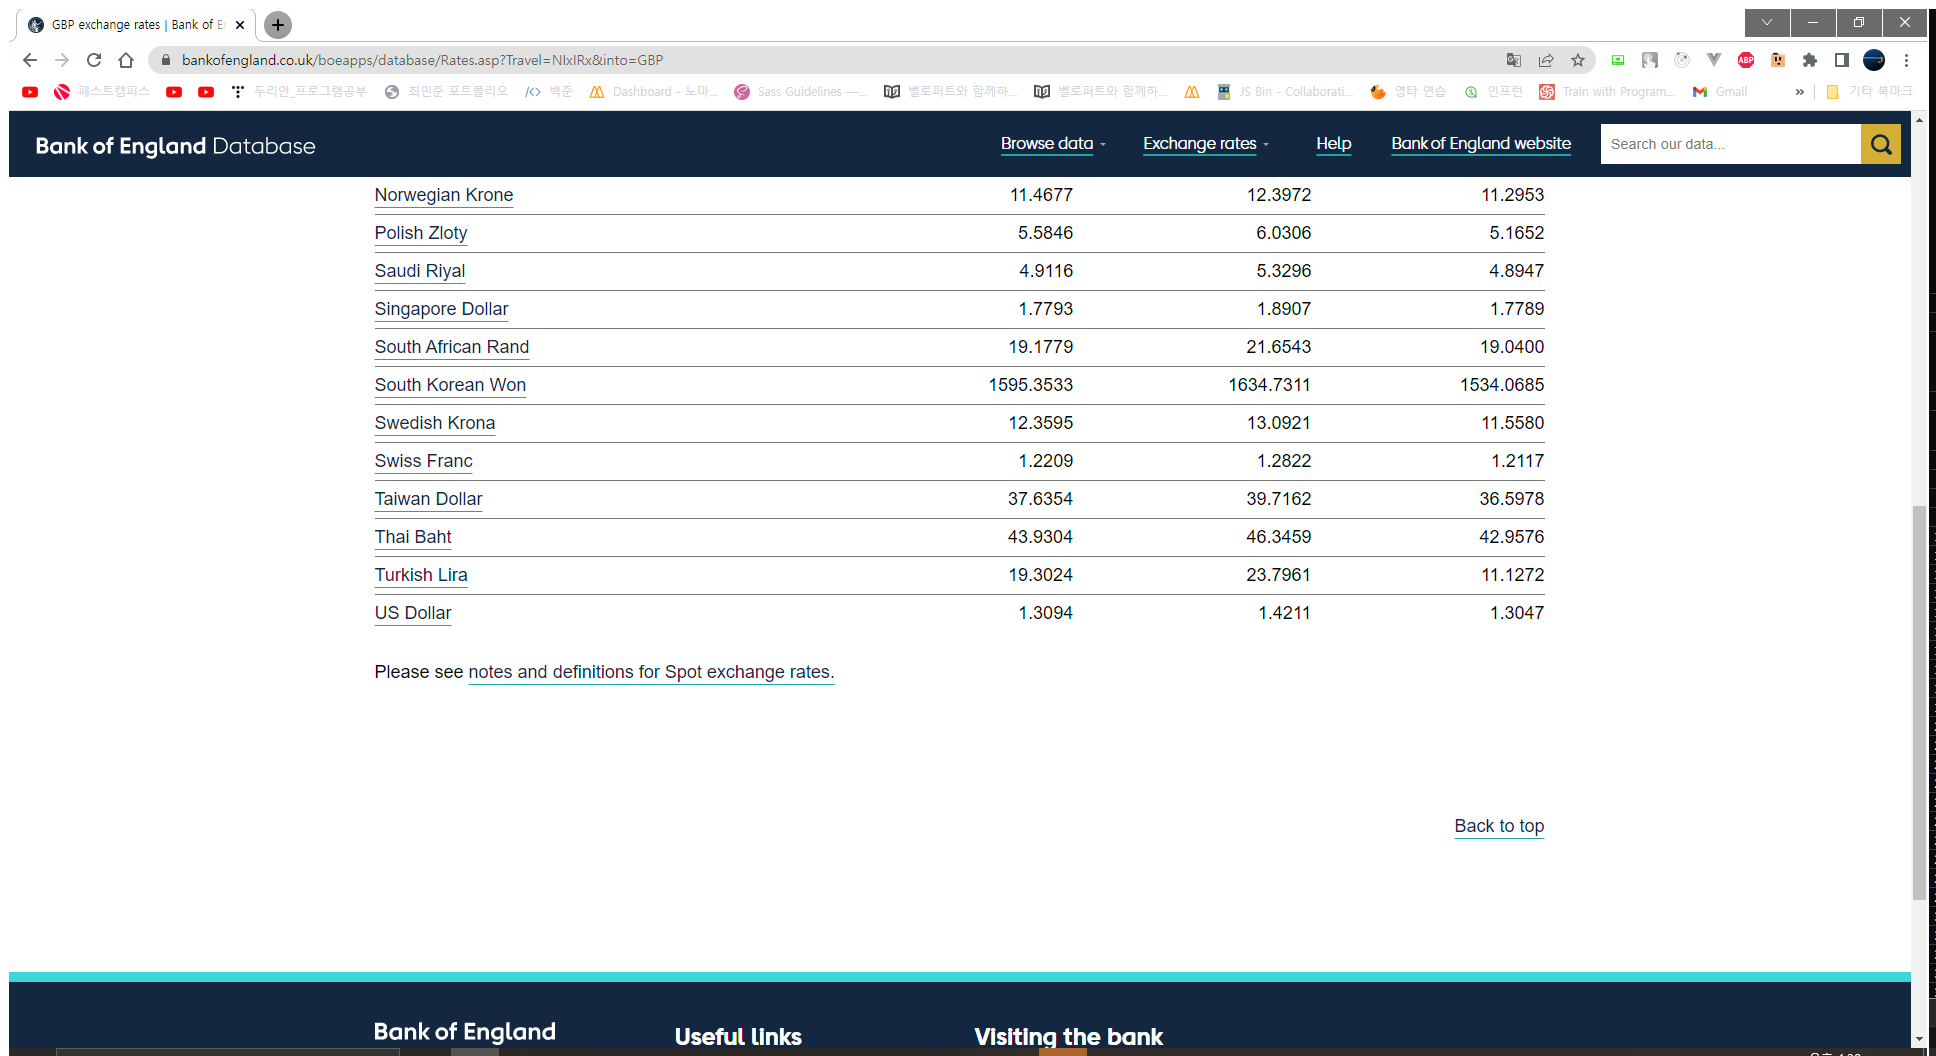 GBP exchange rates | Bank of Er
bankofengland.co.uk/boeapps/database/Rates.asp?Travel=NIxIRx&into=GBP
패스트캠퍼스 두리안_프로그램공부 최민준 포트폴리오 백준 Dashboard - 노마... Sass Guidelines —... 벨로퍼트와 함께하... 벨로퍼트와 함께하... JS Bin - Collaborati... 영타 연습 인프런 Train with Program... Gmail » 기타 북마크
Bank of England Database Browse data Exchange rates Help Bank of England website Search our data...
Norwegian Krone 11.4677 12.3972 11.2953
Polish Zloty 5.5846 6.0306 5.1652
Saudi Riyal 4.9116 5.3296 4.8947
Singapore Dollar 1.7793 1.8907 1.7789
South African Rand 19.1779 21.6543 19.0400
South Korean Won 1595.3533 1634.7311 1534.0685
Swedish Krona 12.3595 13.0921 11.5580
Swiss Franc 1.2209 1.2822 1.2117
Taiwan Dollar 37.6354 39.7162 36.5978
Thai Baht 43.9304 46.3459 42.9576
Turkish Lira 19.3024 23.7961 11.1272
US Dollar 1.3094 1.4211 1.3047
Please see notes and definitions for Spot exchange rates.
Back to top
Bank of England Useful links Visiting the bank